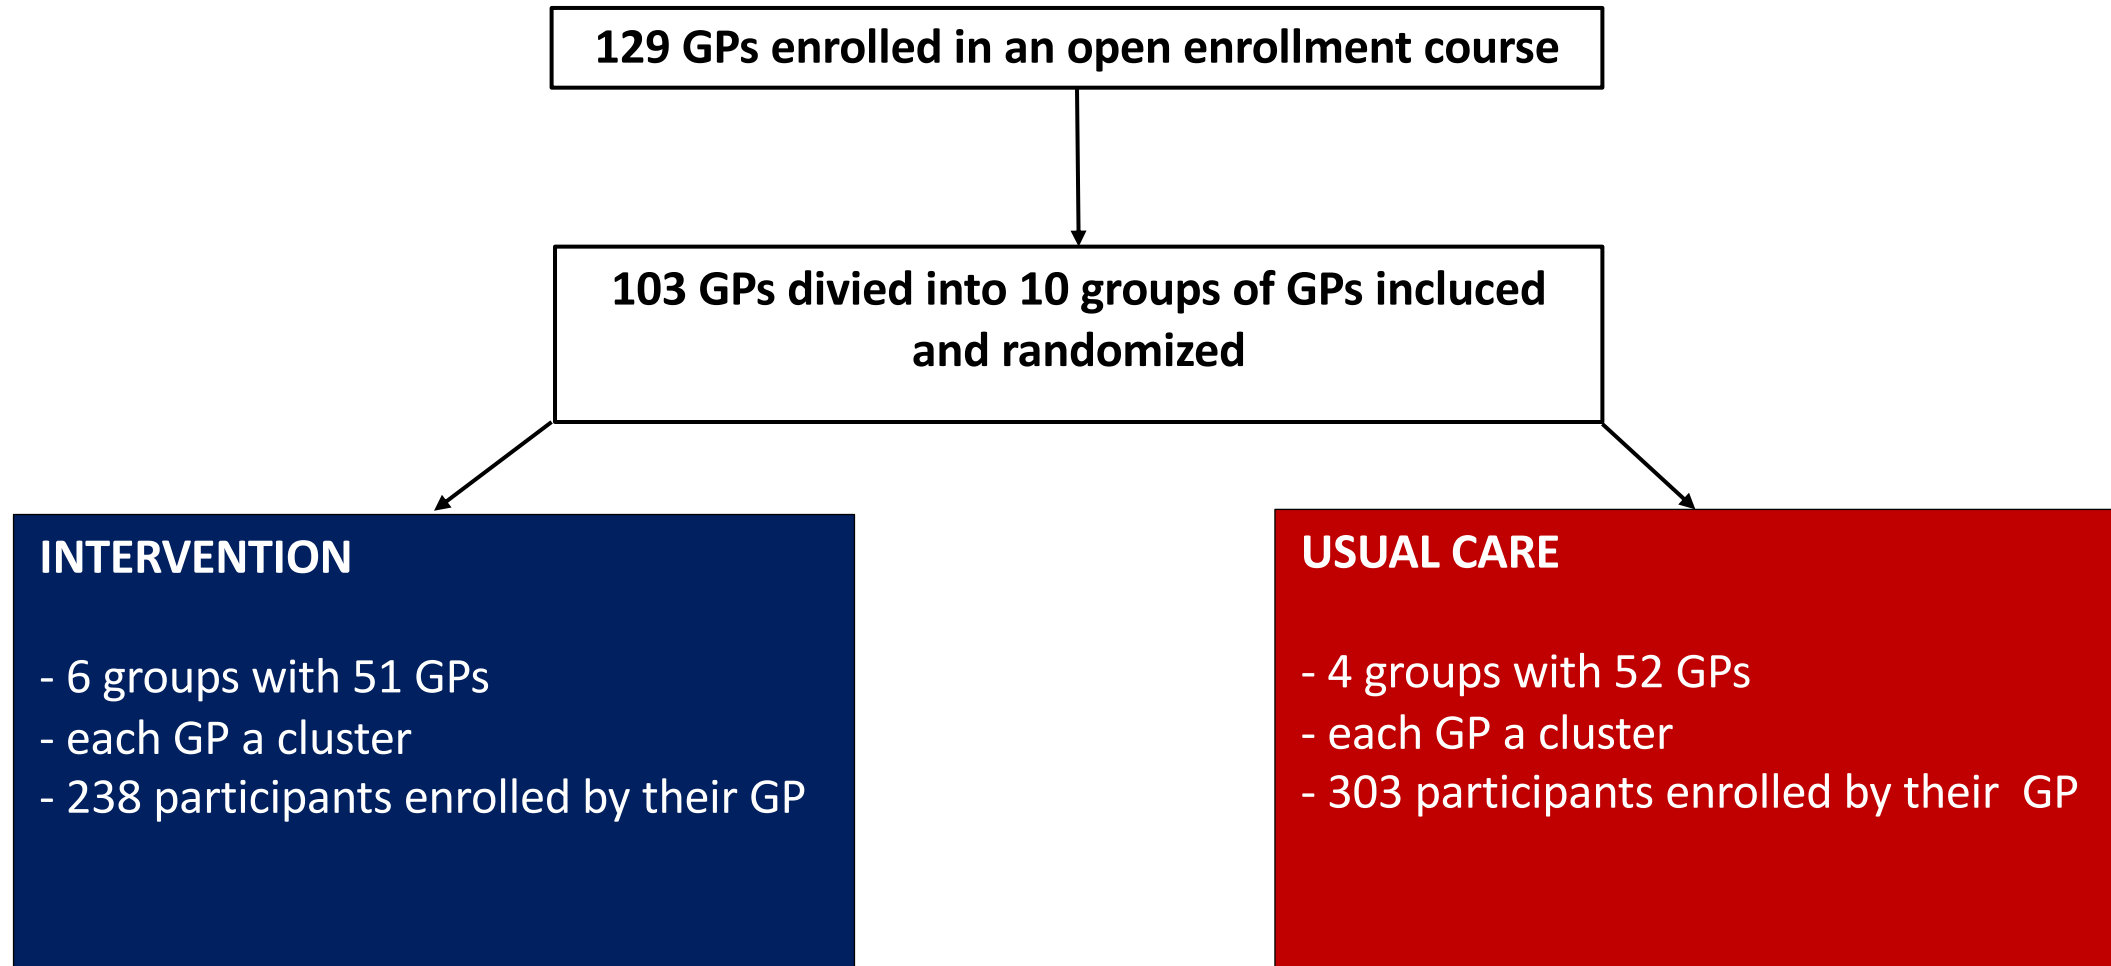 129 GPs enrolled in an open enrollment course
103 GPs divied into 10 groups of GPs incluced
and randomized
INTERVENTION
- 6 groups with 51 GPs
- each GP a cluster
- 238 participants enrolled by their GP
USUAL CARE
- 4 groups with 52 GPs
- each GP a cluster
- 303 participants enrolled by their  GP